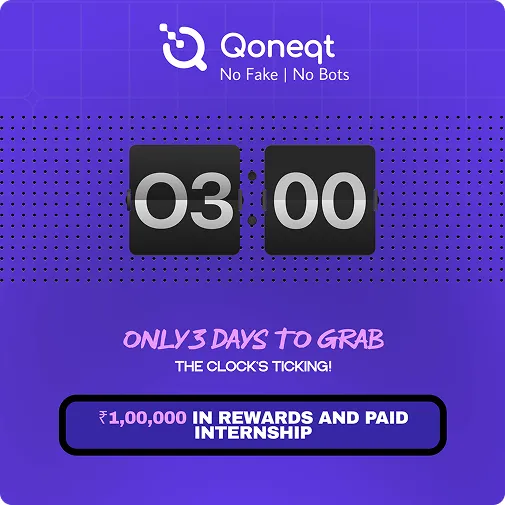 Qoneqt
No Fake | No Bots
03:00
ONLY 3 DAYS TO GRAB
THE CLOCK'S TICKING!
₹1,00,000 IN REWARDS AND PAID
INTERNSHIP